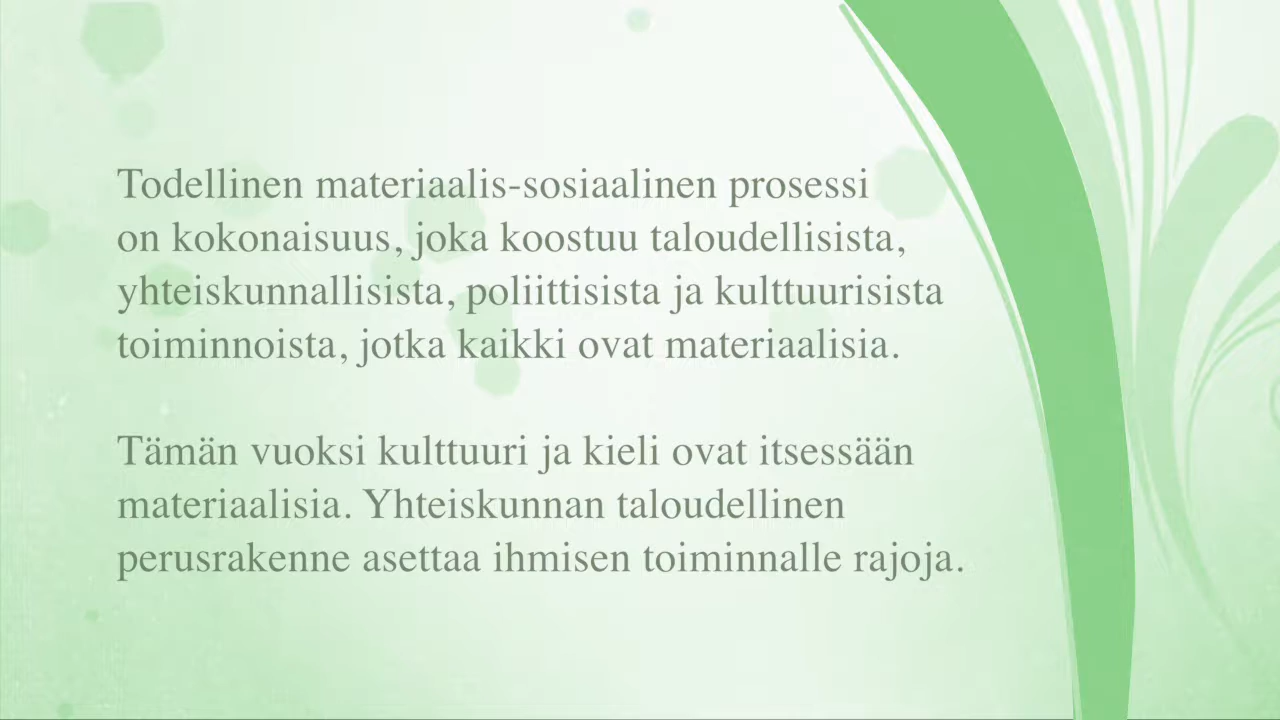 Todellinen materiaalis-sosiaalinen prosessi
on kokonaisuus, joka koostuu taloudellisista,
yhteiskunnallisista, poliittisista ja kulttuurisista
toiminnoista, jotka kaikki ovat materiaalisia.
Tämän vuoksi kulttuuri ja kieli ovat itsessään
materiaalisia. Yhteiskunnan taloudellinen
perusrakenne asettaa ihmisen toiminnalle rajoja.